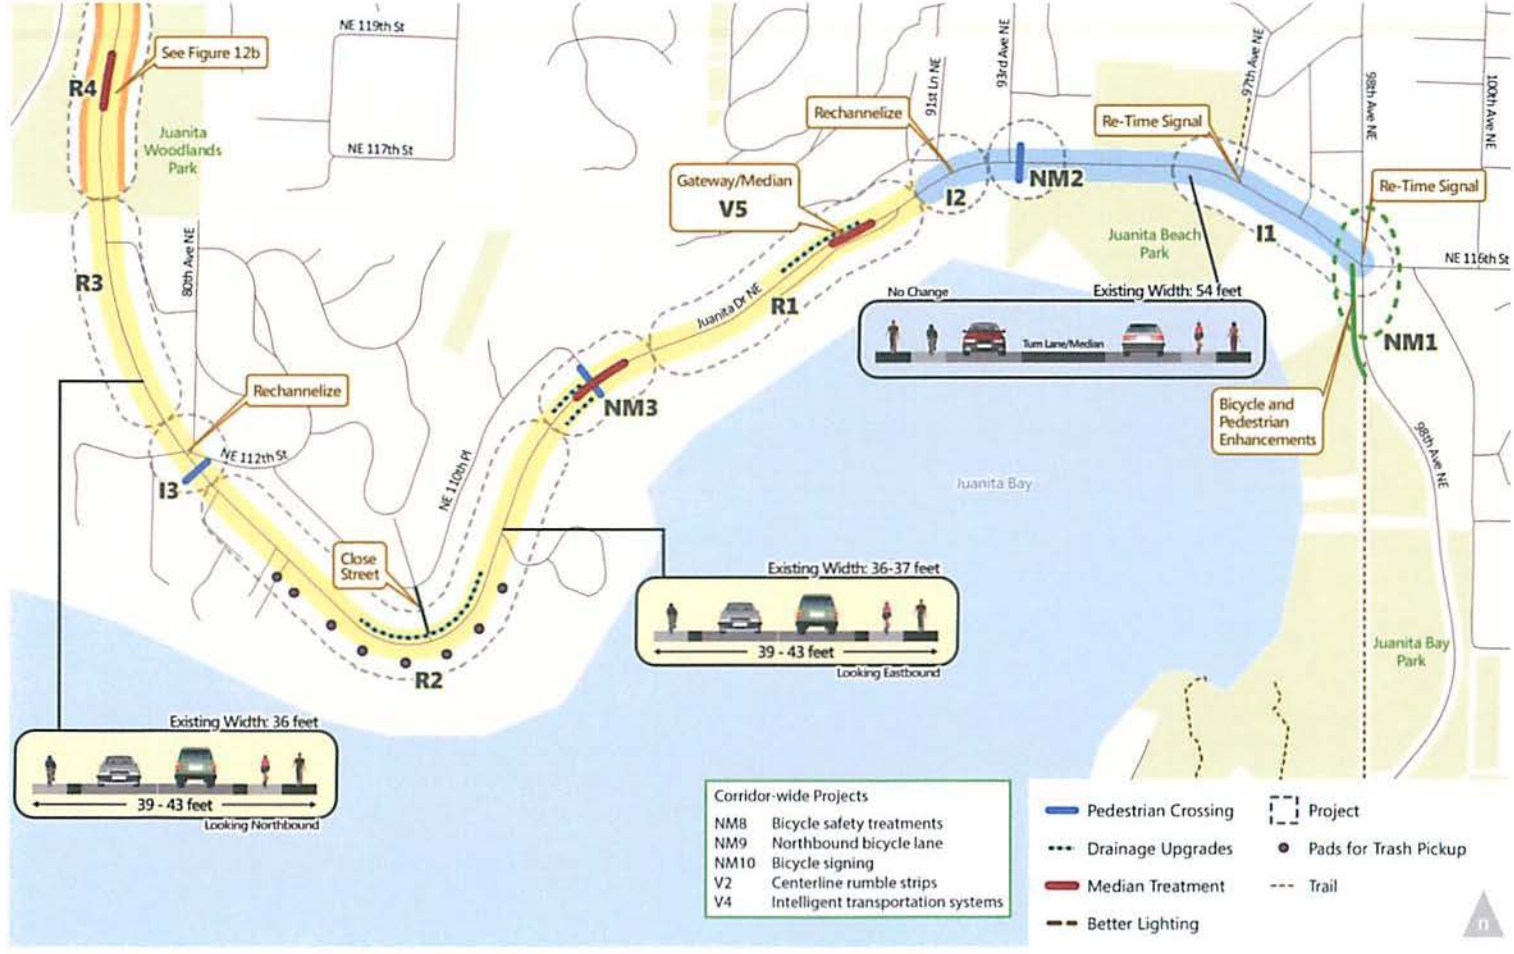 NE 119th St
See Figure 12b
R4
Juanita
Woodlands
Park
NE 117th St
91st Ln NE
93rd Ave NE
97th Ave NE
98th Ave NE
100th Ave NE
Rechannelize
Re-Time Signal
Gateway/Median
V5
I2
NM2
Re-Time Signal
Juanita Beach
Park
I1
NE 116th St
80th Ave NE
R3
Juanita Dr NE
R1
No Change
Existing Width: 54 feet
Turn Lane/Median
NM1
Rechannelize
NM3
Bicycle and
Pedestrian
Enhancements
98th Ave NE
NE 112th St
I3
NE 110th Pl
Juanita Bay
Close
Street
Existing Width: 36-37 feet
39 - 43 feet
Looking Eastbound
R2
Juanita Bay
Park
Existing Width: 36 feet
39 - 43 feet
Looking Northbound
Corridor-wide Projects
NM8 Bicycle safety treatments
NM9 Northbound bicycle lane
NM10 Bicycle signing
V2 Centerline rumble strips
V4 Intelligent transportation systems
Pedestrian Crossing
Drainage Upgrades
Median Treatment
Better Lighting
Project
Pads for Trash Pickup
Trail
n